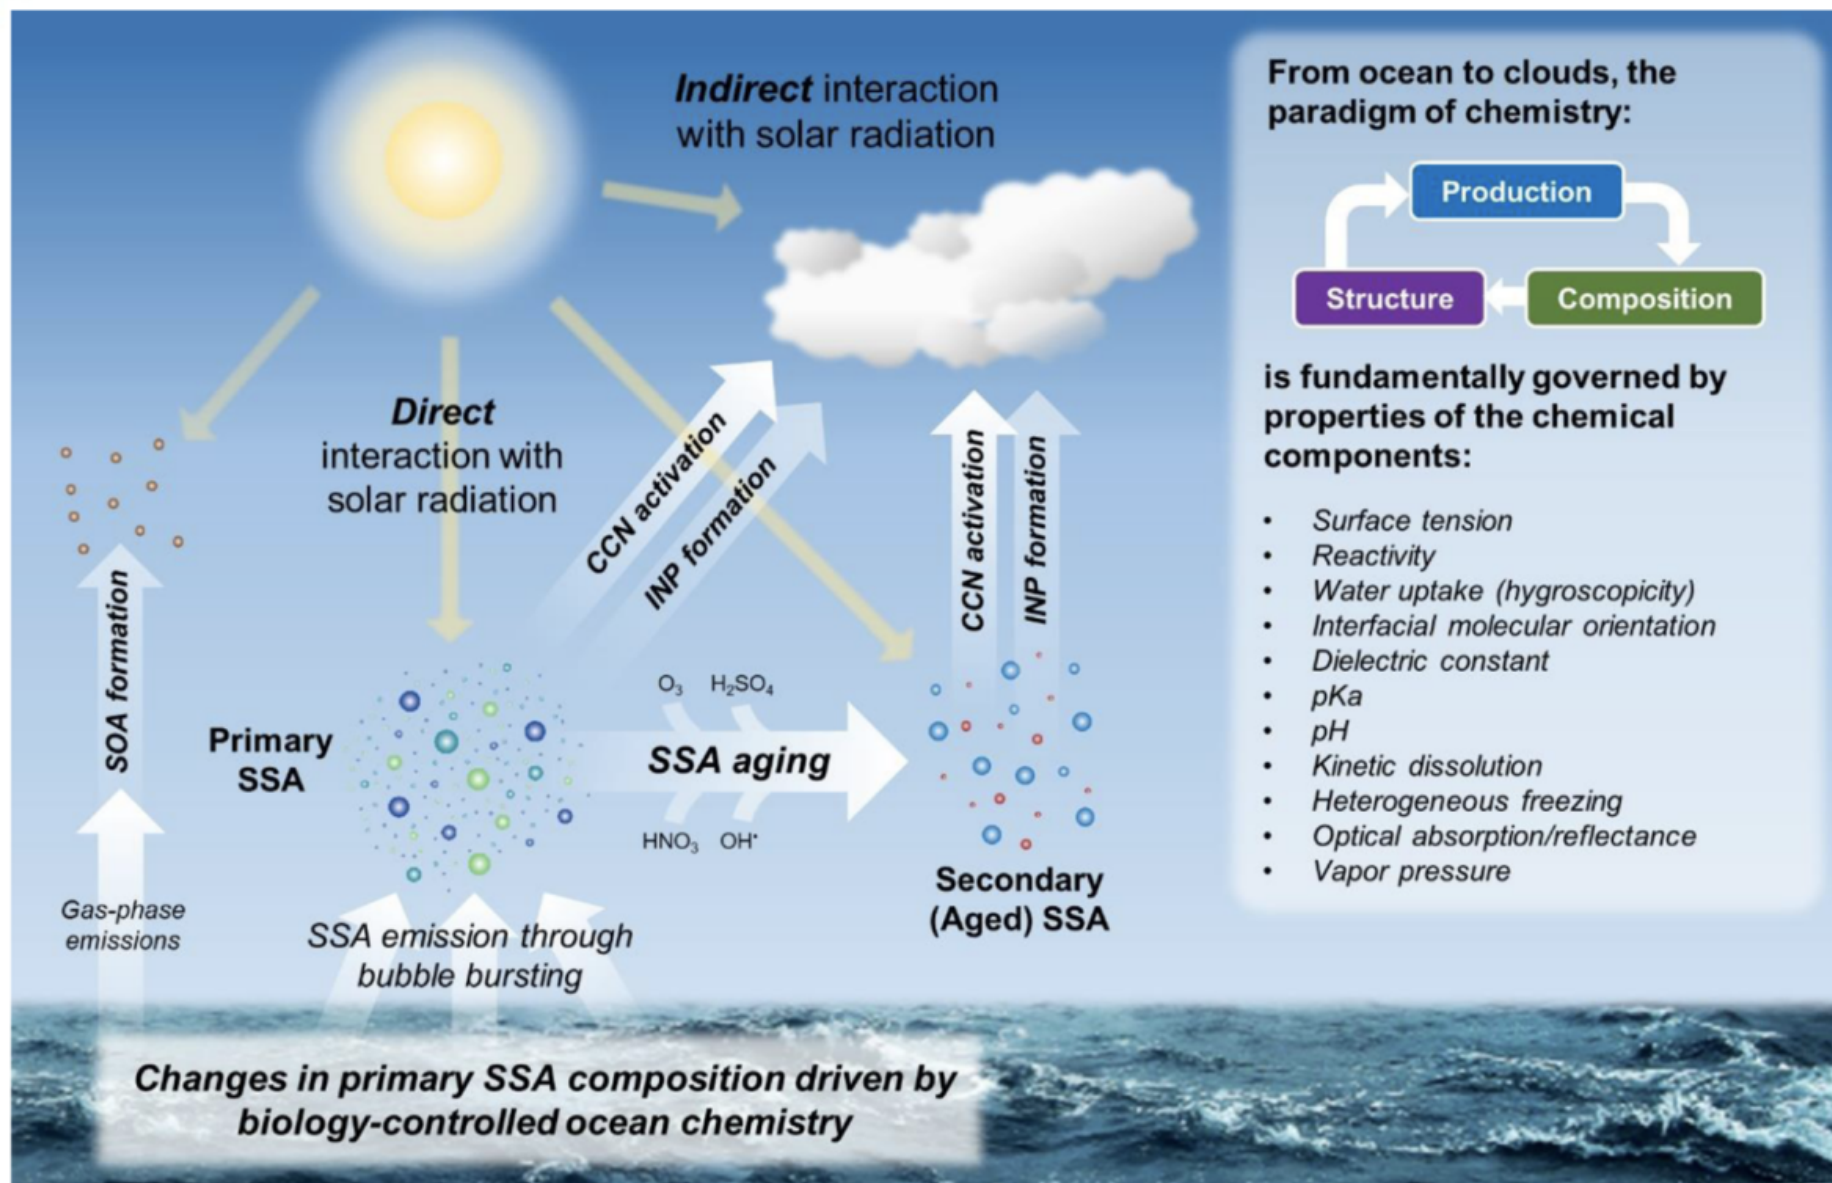 Indirect interaction
with solar radiation
Direct
interaction with
solar radiation
CCN activation
INP formation
CCN activation
INP formation
SOA formation
Gas-phase
emissions
Primary
SSA
O₃ H₂SO₄
SSA aging
HNO₃ OH•
Secondary
(Aged) SSA
SSA emission through
bubble bursting
Changes in primary SSA composition driven by
biology-controlled ocean chemistry
From ocean to clouds, the
paradigm of chemistry:
Production
Structure
Composition
is fundamentally governed by
properties of the chemical
components:
• Surface tension
• Reactivity
• Water uptake (hygroscopicity)
• Interfacial molecular orientation
• Dielectric constant
• pKa
• pH
• Kinetic dissolution
• Heterogeneous freezing
• Optical absorption/reflectance
• Vapor pressure